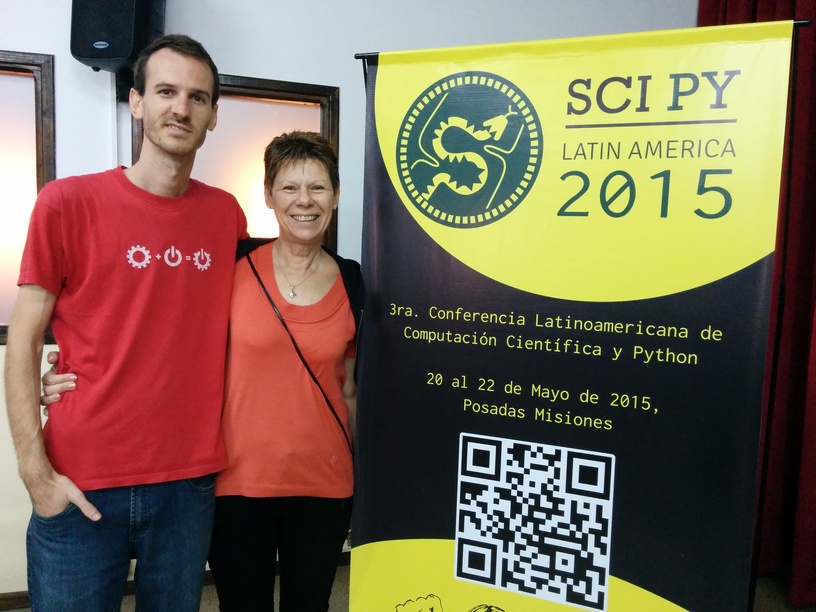 SCI PY
LATIN AMERICA
2015
3ra. Conferencia Latinoamericana de
Computación Científica y Python
20 al 22 de Mayo de 2015,
Posadas Misiones